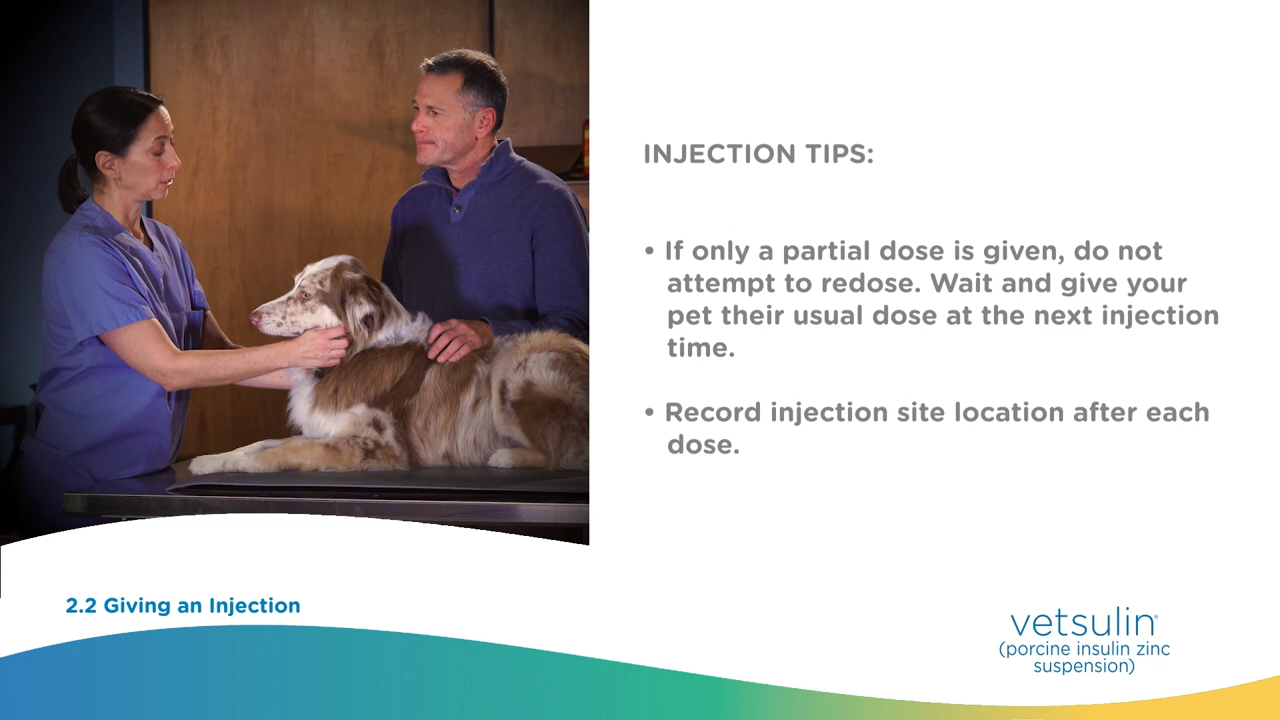 INJECTION TIPS:
• If only a partial dose is given, do not
attempt to redose. Wait and give your
pet their usual dose at the next injection
time.
• Record injection site location after each
dose.
2.2 Giving an Injection
vetsulin®
(porcine insulin zinc
suspension)